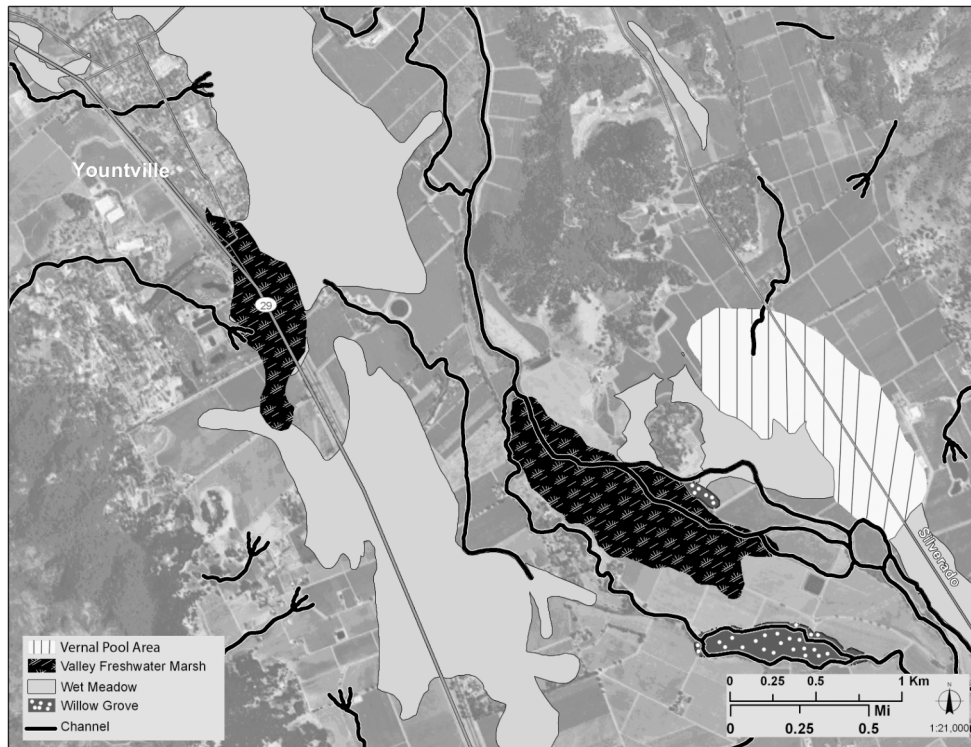 Yountville
29
Silverado
Vernal Pool Area
Valley Freshwater Marsh
Wet Meadow
Willow Grove
Channel
0 0.25 0.5 1 Km
0 0.25 0.5 Mi
N
1:21,000